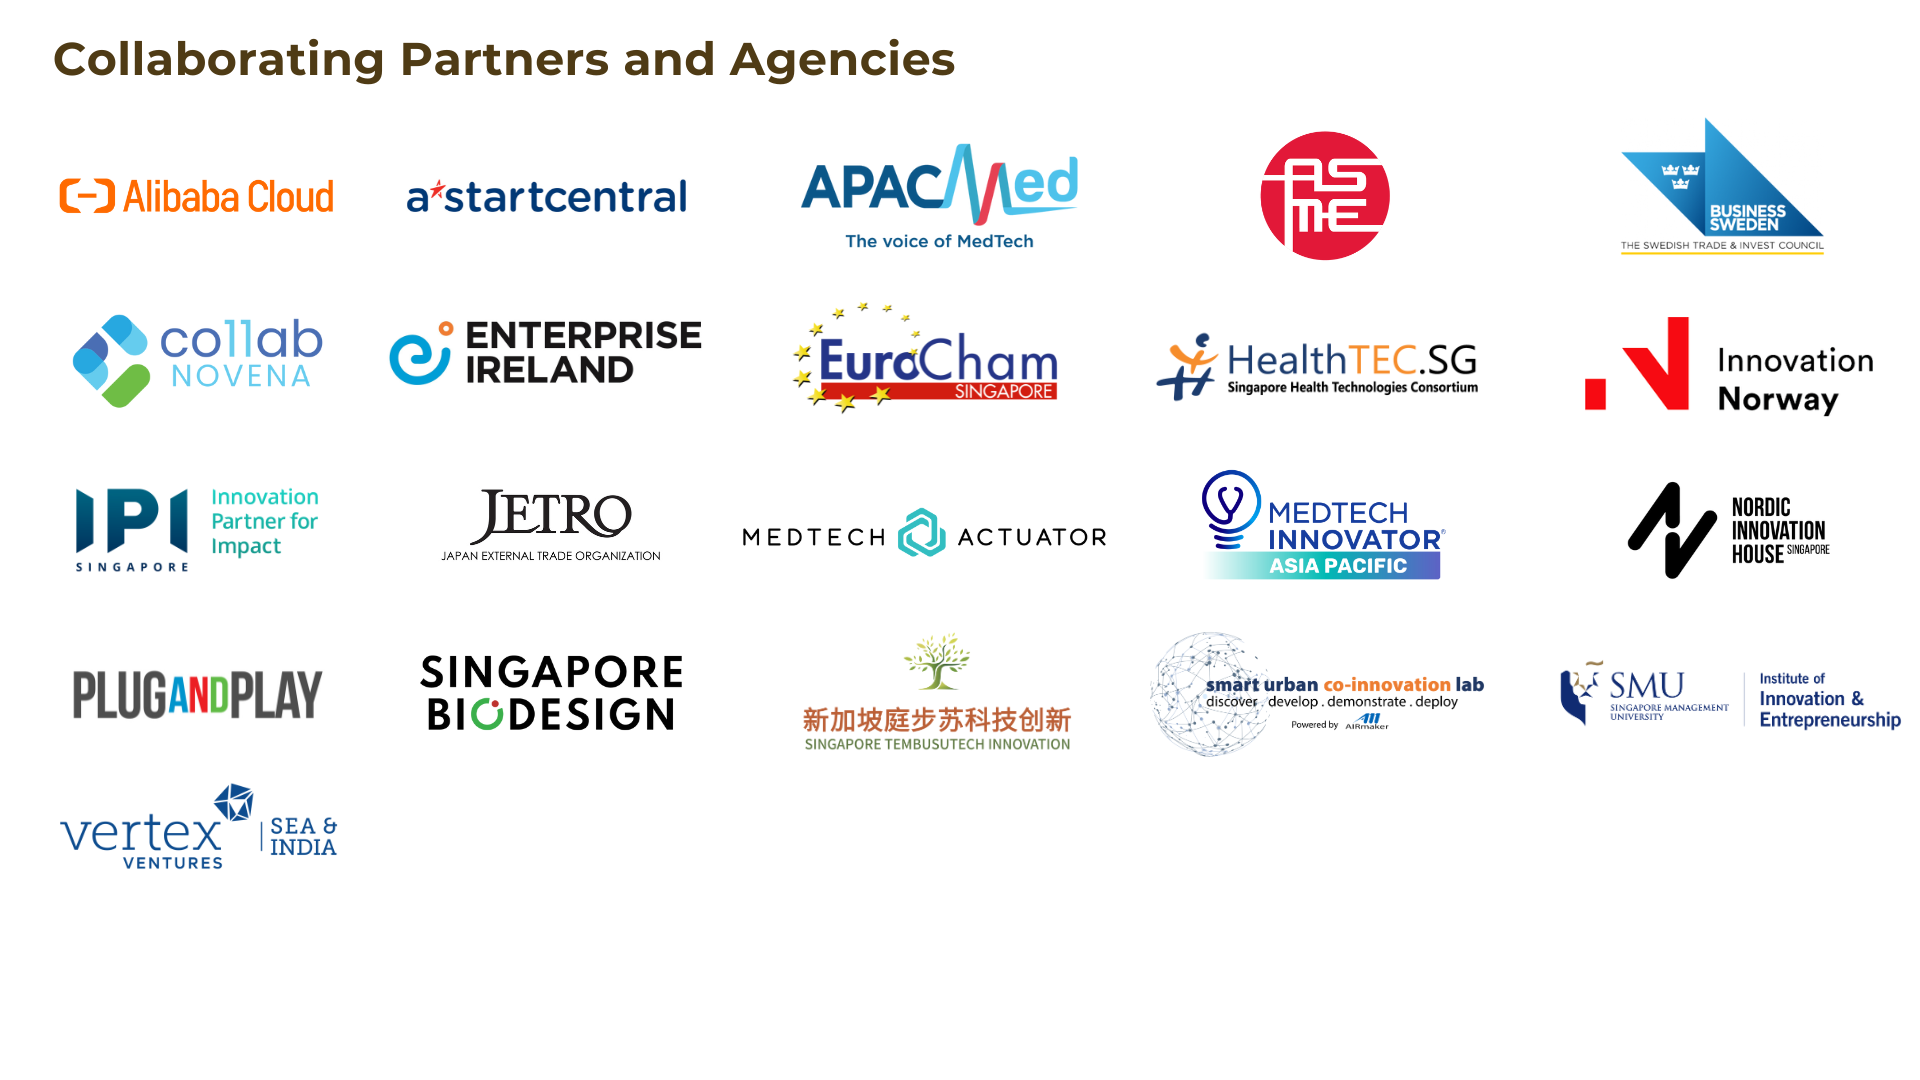 Collaborating Partners and Agencies
Alibaba Cloud
a*startcentral
APACMed
The voice of MedTech
AS
ME
BUSINESS
SWEDEN
THE SWEDISH TRADE & INVEST COUNCIL
collab
NOVENA
ENTERPRISE
IRELAND
EuroCham
SINGAPORE
HealthTEC.SG
Singapore Health Technologies Consortium
Innovation
Norway
IPI
SINGAPORE
Innovation
Partner for
Impact
JETRO
JAPAN EXTERNAL TRADE ORGANIZATION
MEDTECH ACTUATOR
MEDTECH
INNOVATOR®
ASIA PACIFIC
NORDIC
INNOVATION
HOUSE SINGAPORE
PLUGANDPLAY
SINGAPORE
BIODESIGN
新加坡庭步苏科技创新
SINGAPORE TEMBUSUTECH INNOVATION
smart urban co-innovation lab
discover . develop . demonstrate . deploy
Powered by AIRmaker
SMU
SINGAPORE MANAGEMENT
UNIVERSITY
Institute of
Innovation &
Entrepreneurship
vertex
VENTURES
SEA &
INDIA